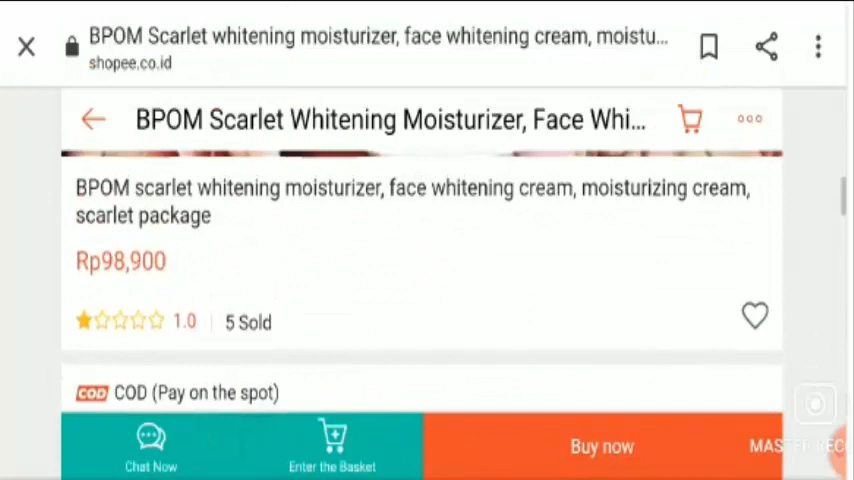 BPOM Scarlet whitening moisturizer, face whitening cream, moistu...
shopee.co.id
BPOM Scarlet Whitening Moisturizer, Face Whi...
BPOM scarlet whitening moisturizer, face whitening cream, moisturizing cream,
scarlet package
Rp98,900
1.0 5 Sold
COD COD (Pay on the spot)
Chat Now
Enter the Basket
Buy now
MASTER REC